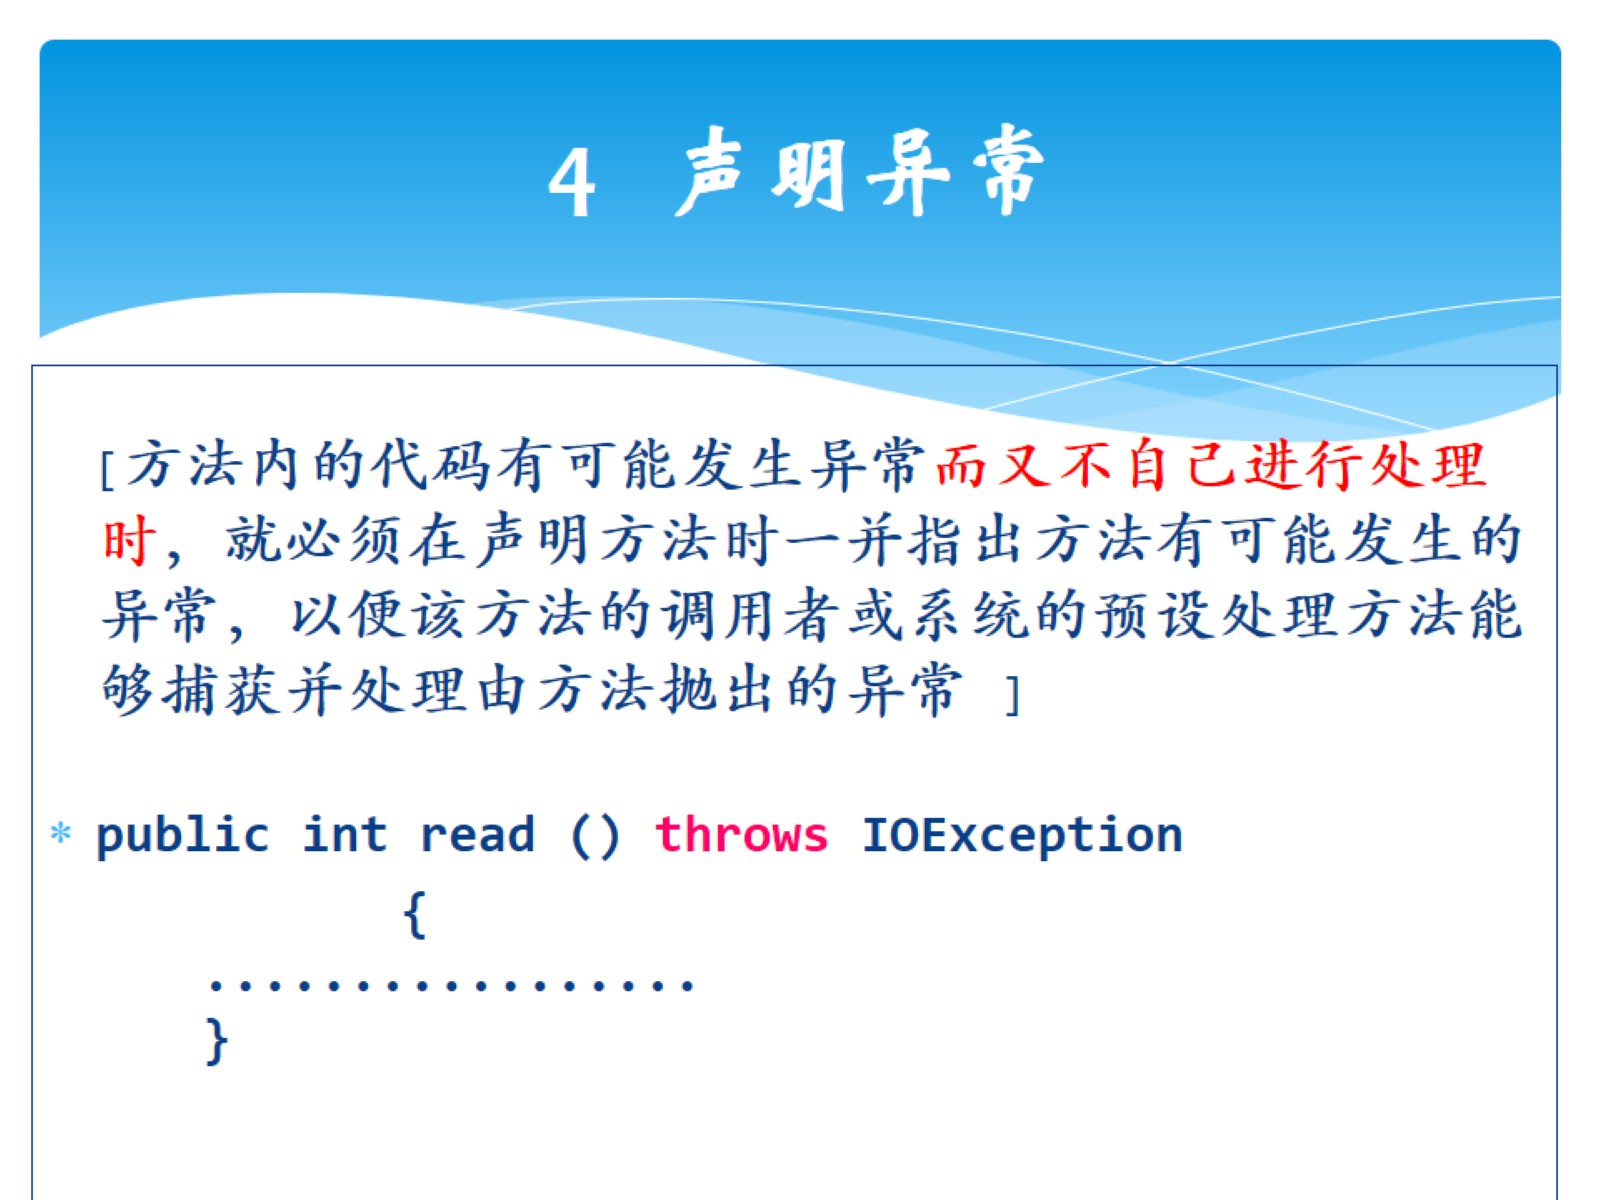 4 声明异常
[方法内的代码有可能发生异常而又不自己进行处理
时，就必须在声明方法时一并指出方法有可能发生的
异常，以便该方法的调用者或系统的预设处理方法能
够捕获并处理由方法抛出的异常 ]
* public int read () throws IOException
{
.................
}